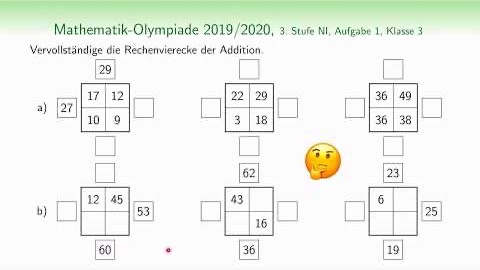 Mathematik-Olympiade 2019/2020, 3. Stufe NI, Aufgabe 1, Klasse 3
Vervollständige die Rechenvierecke der Addition.
29
17 12 22 29 36 49
a) 27
10 9 3 18 36 38
62 23
12 45 43 6
b) 53 25
16
60 36 19